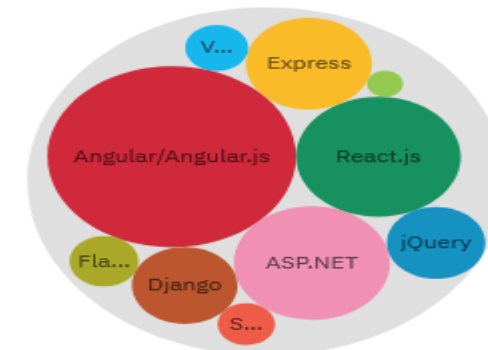 V...
Express
Angular/Angular.js
React.js
jQuery
Fla...
ASP.NET
Django
S...